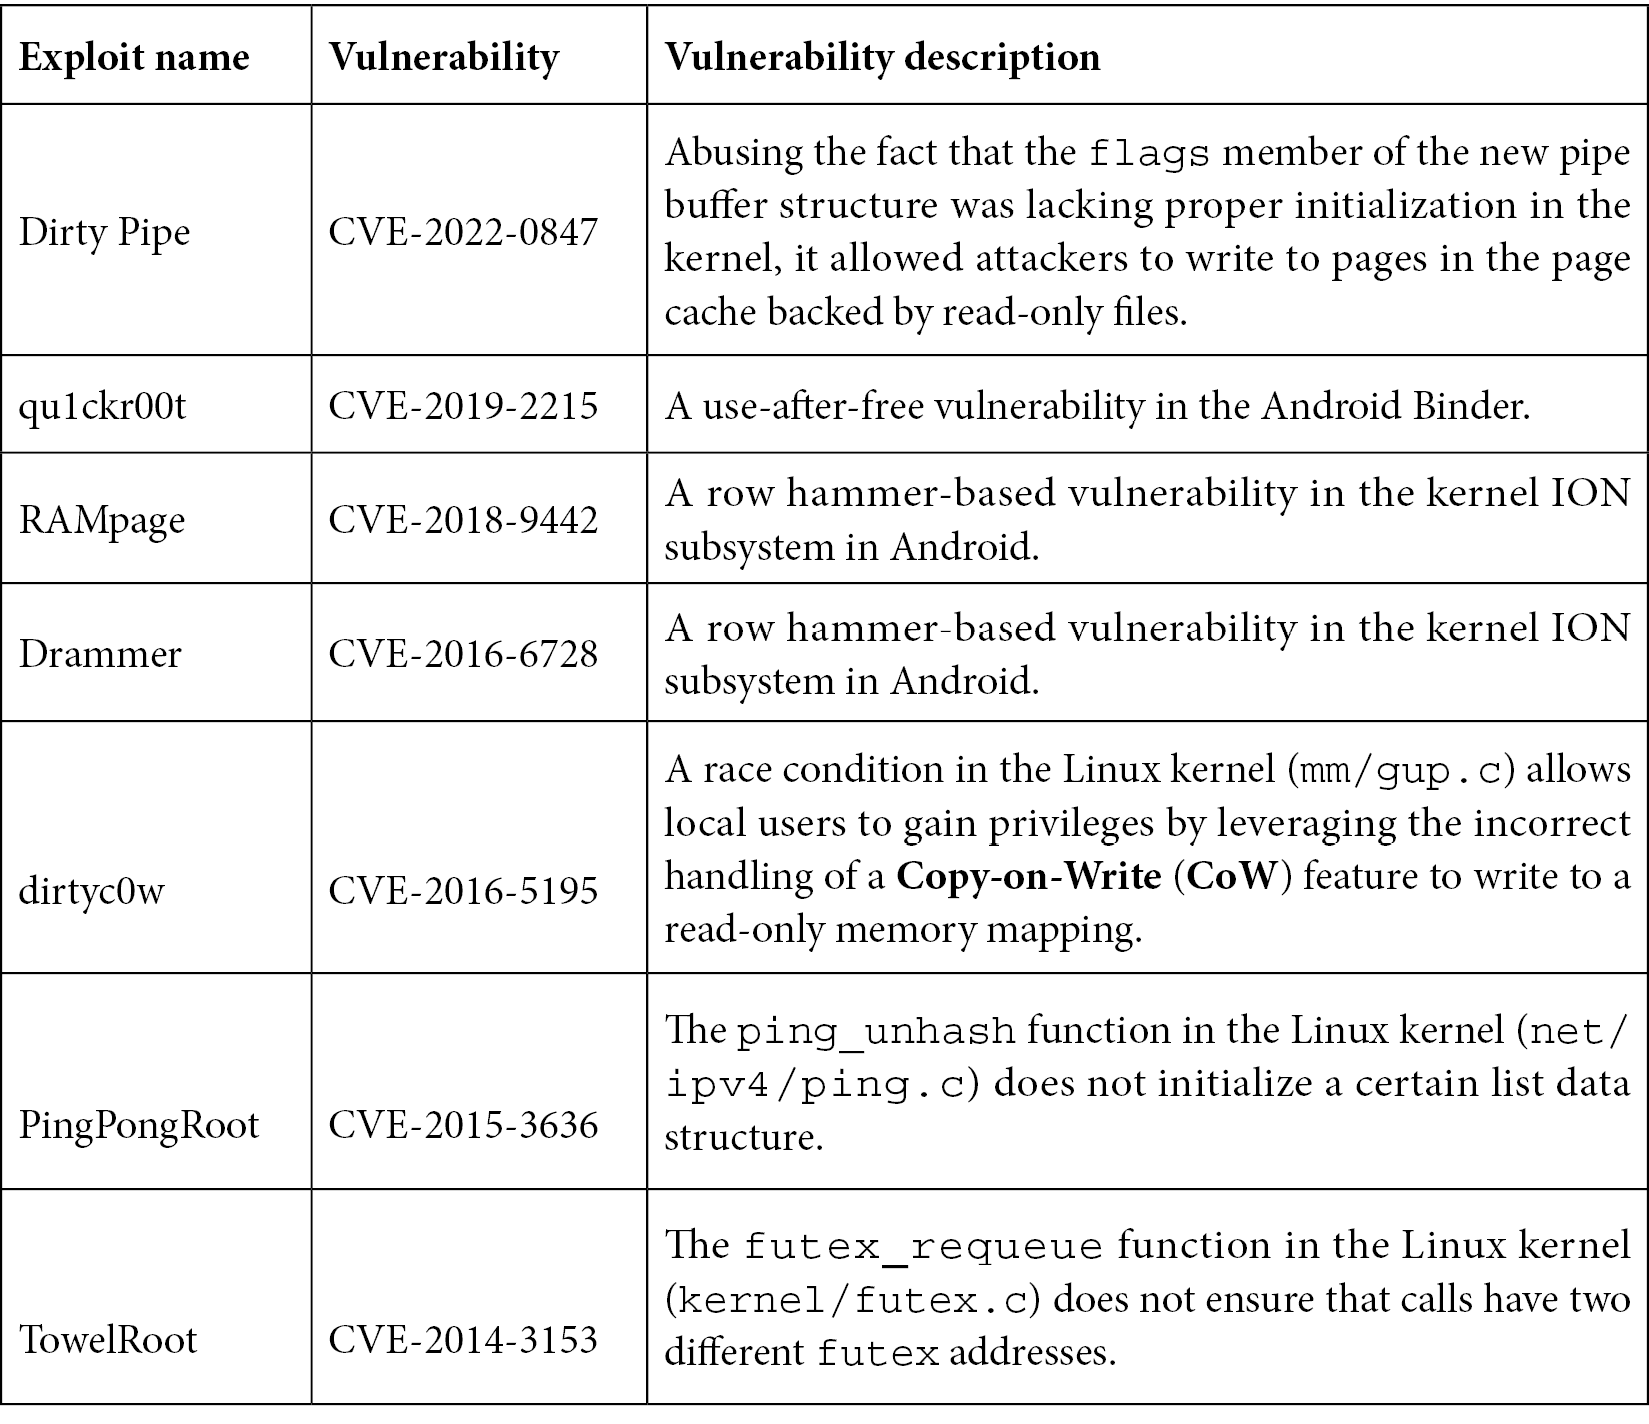 Exploit name
Vulnerability
Vulnerability description
Dirty Pipe
CVE-2022-0847
Abusing the fact that the flags member of the new pipe
buffer structure was lacking proper initialization in the
kernel, it allowed attackers to write to pages in the page
cache backed by read-only files.
qu1ckr00t
CVE-2019-2215
A use-after-free vulnerability in the Android Binder.
RAMpage
CVE-2018-9442
A row hammer-based vulnerability in the kernel ION
subsystem in Android.
Drammer
CVE-2016-6728
A row hammer-based vulnerability in the kernel ION
subsystem in Android.
dirtyc0w
CVE-2016-5195
A race condition in the Linux kernel (mm/gup.c) allows
local users to gain privileges by leveraging the incorrect
handling of a Copy-on-Write (CoW) feature to write to a
read-only memory mapping.
PingPongRoot
CVE-2015-3636
The ping_unhash function in the Linux kernel (net/
ipv4/ping.c) does not initialize a certain list data
structure.
TowelRoot
CVE-2014-3153
The futex_requeue function in the Linux kernel
(kernel/futex.c) does not ensure that calls have two
different futex addresses.